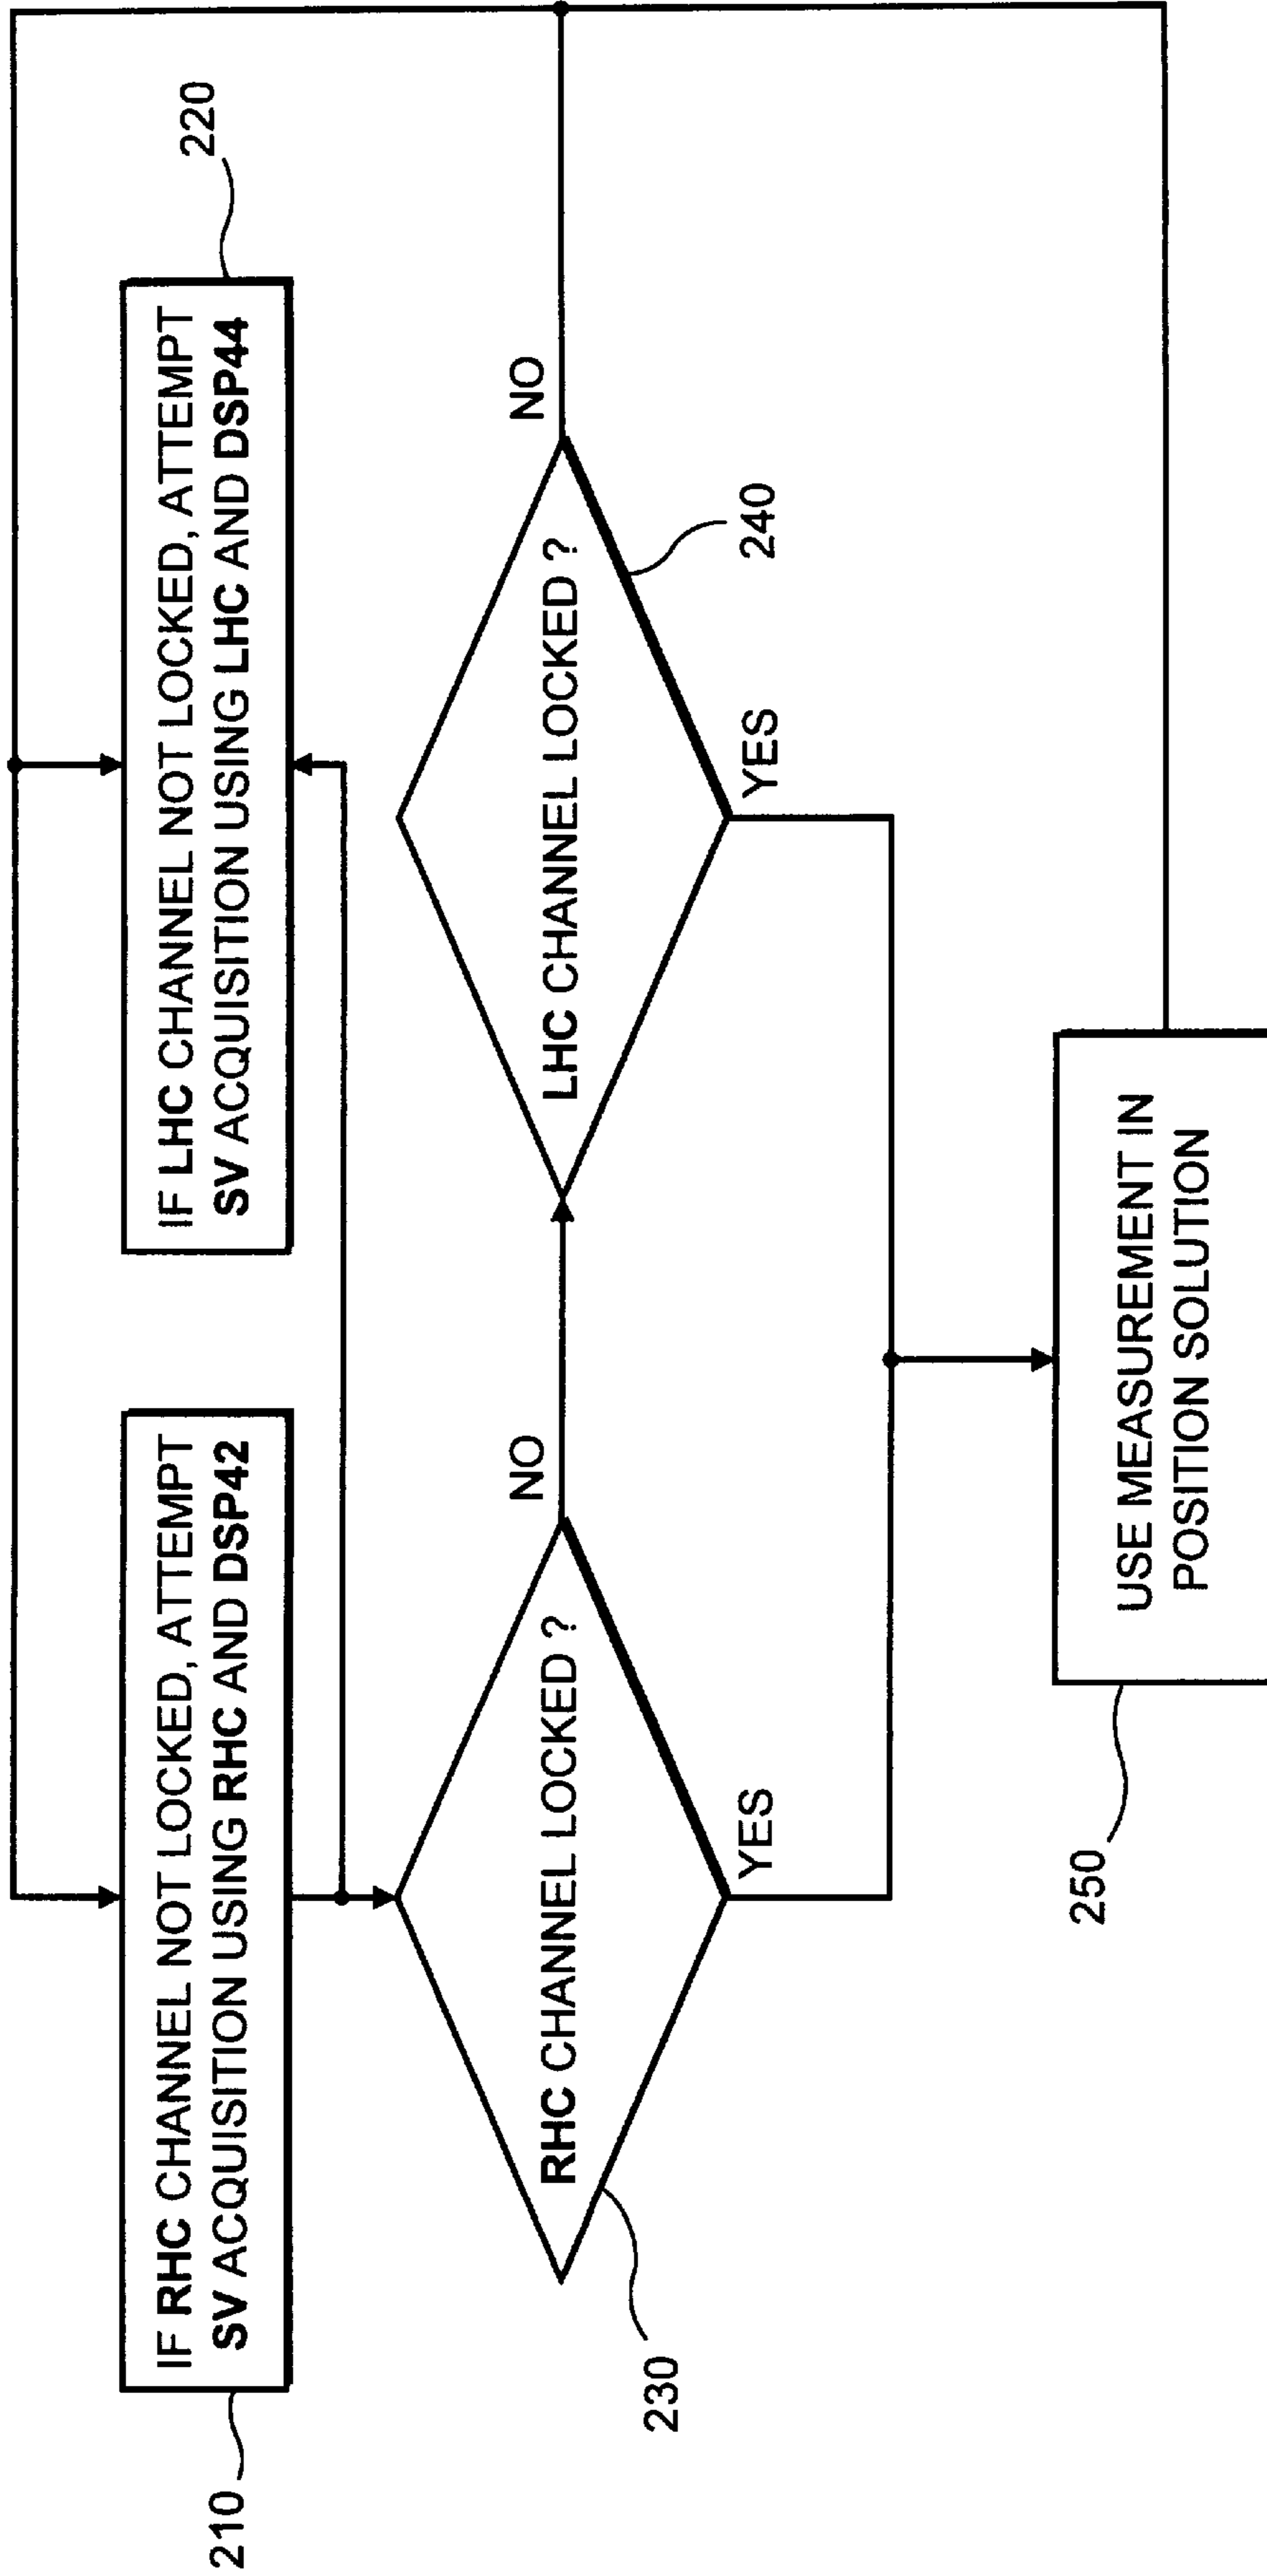 210
IF RHC CHANNEL NOT LOCKED, ATTEMPT
SV ACQUISITION USING RHC AND DSP42
220
IF LHC CHANNEL NOT LOCKED, ATTEMPT
SV ACQUISITION USING LHC AND DSP44
230
RHC CHANNEL LOCKED ?
NO
YES
LHC CHANNEL LOCKED ?
NO
240
YES
250
USE MEASUREMENT IN
POSITION SOLUTION